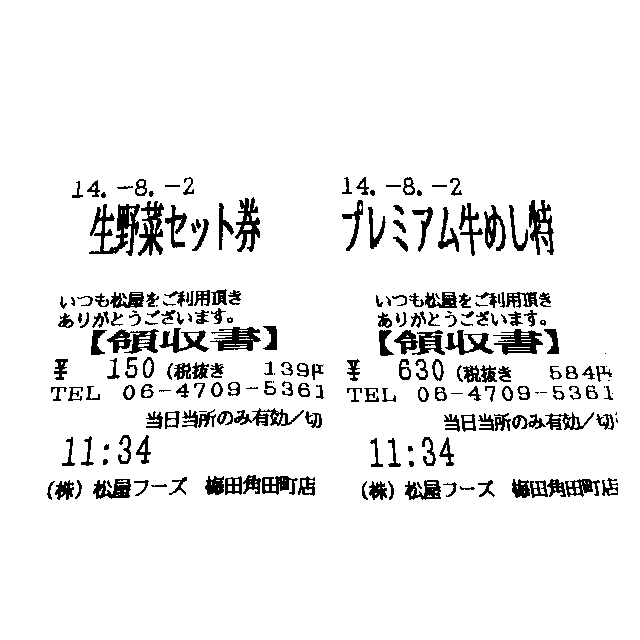 14.-8.-2
生野菜セット券
いつも松屋をご利用頂き
ありがとうございます。
【領収書】
¥ 150 (税抜き 139円
TEL 06-4709-5361
当日当所のみ有効/切
11:34
(株)松屋フーズ 梅田角田町店
14.-8.-2
プレミアム牛めし特
いつも松屋をご利用頂き
ありがとうございます。
【領収書】
¥ 630 (税抜き 584円
TEL 06-4709-5361
当日当所のみ有効/切
11:34
(株)松屋フーズ 梅田角田町店